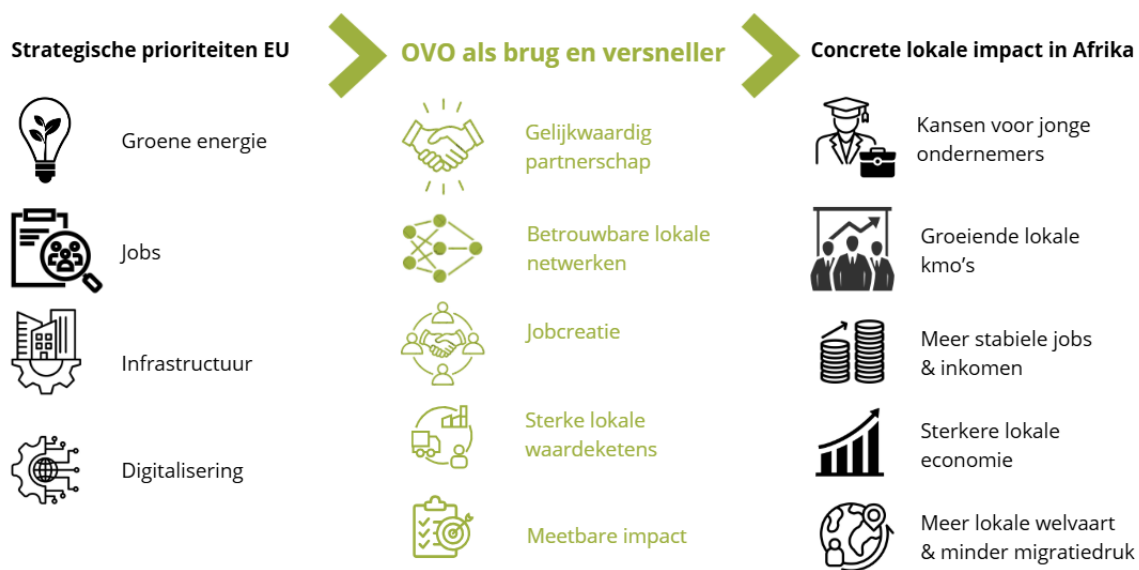 Strategische prioriteiten EU
Groene energie
Jobs
Infrastructuur
Digitalisering
OVO als brug en versneller
Gelijkwaardig
partnerschap
Betrouwbare lokale
netwerken
Jobcreatie
Sterke lokale
waardeketens
Meetbare impact
Concrete lokale impact in Afrika
Kansen voor jonge
ondernemers
Groeiende lokale
kmo’s
Meer stabiele jobs
& inkomen
Sterkere lokale
economie
Meer lokale welvaart
& minder migratiedruk